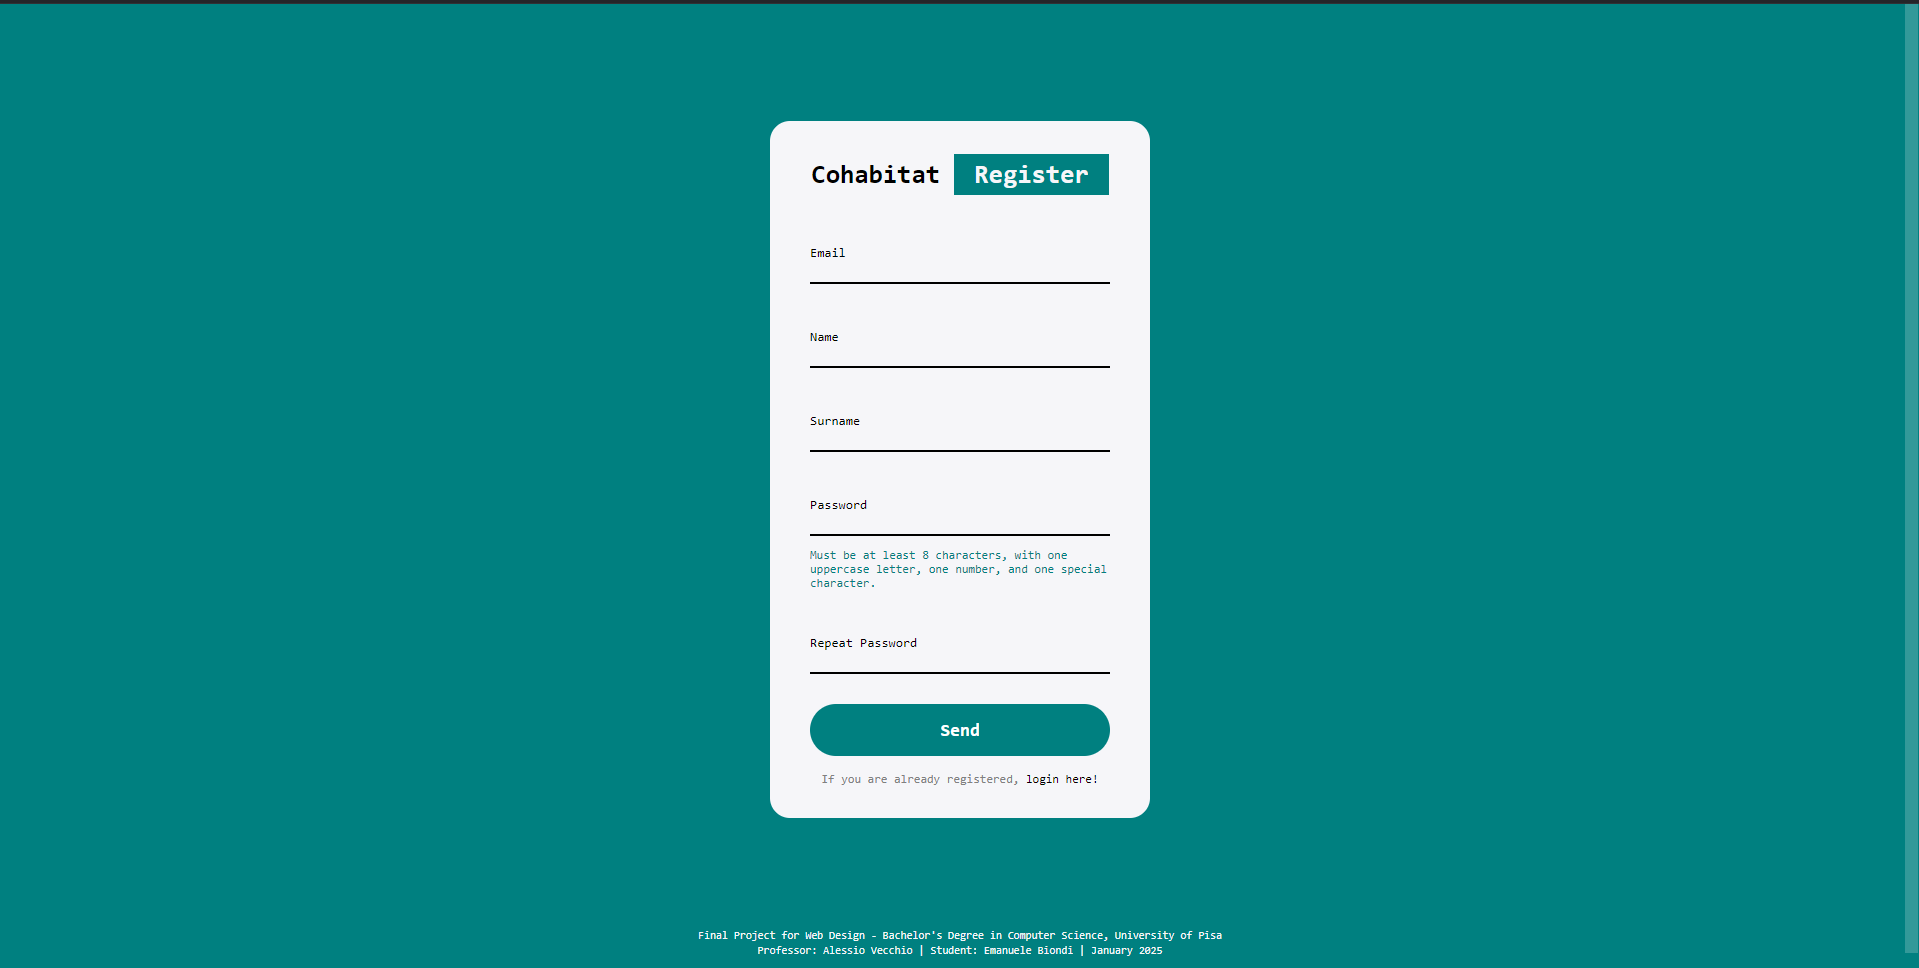 Cohabitat Register
Email
Name
Surname
Password
Must be at least 8 characters, with one
uppercase letter, one number, and one special
character.
Repeat Password
Send
If you are already registered, login here!
Final Project for Web Design - Bachelor's Degree in Computer Science, University of Pisa
Professor: Alessio Vecchio | Student: Emanuele Biondi | January 2025